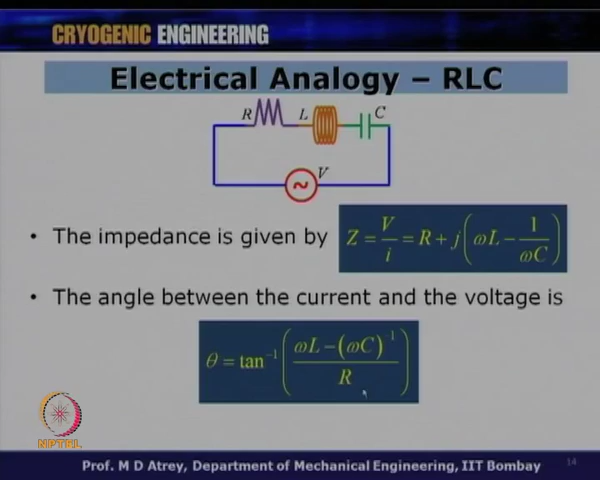 CRYOGENIC ENGINEERING
Electrical Analogy – RLC
R L C
V
• The impedance is given by Z = V/i = R + j(ωL − 1/ωC)
• The angle between the current and the voltage is
θ = tan⁻¹((ωL − (ωC)⁻¹)/R)
NPTEL
Prof. M D Atrey, Department of Mechanical Engineering, IIT Bombay 14